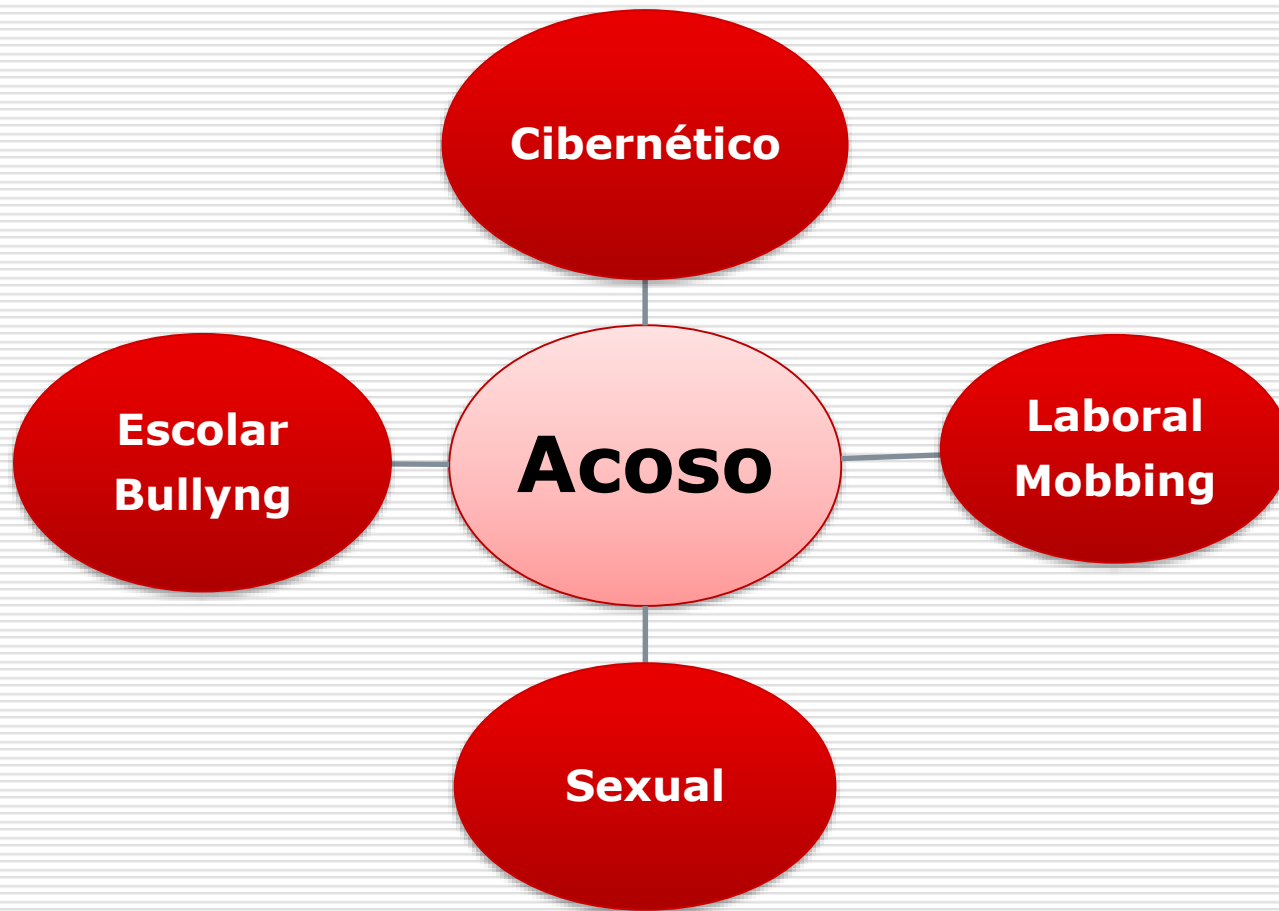 Cibernético
Escolar
Bullyng
Acoso
Laboral
Mobbing
Sexual